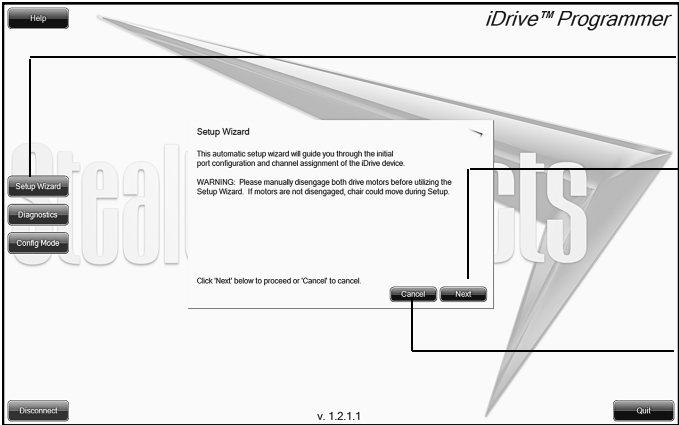 Help
iDrive™ Programmer
Setup Wizard
This automatic setup wizard will guide you through the initial
port configuration and channel assignment of the iDrive device.
WARNING: Please manually disengage both drive motors before utilizing the
Setup Wizard. If motors are not disengaged, chair could move during Setup.
Setup Wizard
Diagnostics
Config Mode
Click 'Next' below to proceed or 'Cancel' to cancel.
Cancel
Next
Disconnect
v. 1.2.1.1
Quit